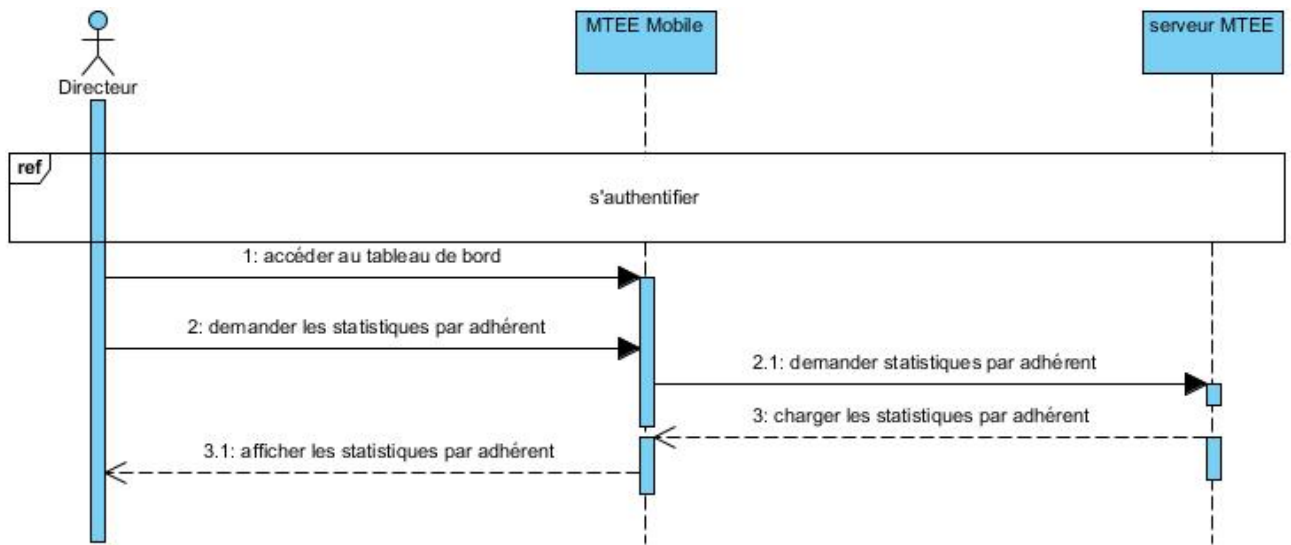 MTEE Mobile
serveur MTEE
Directeur
ref
s'authentifier
1: accéder au tableau de bord
2: demander les statistiques par adhérent
2.1: demander statistiques par adhérent
3: charger les statistiques par adhérent
3.1: afficher les statistiques par adhérent